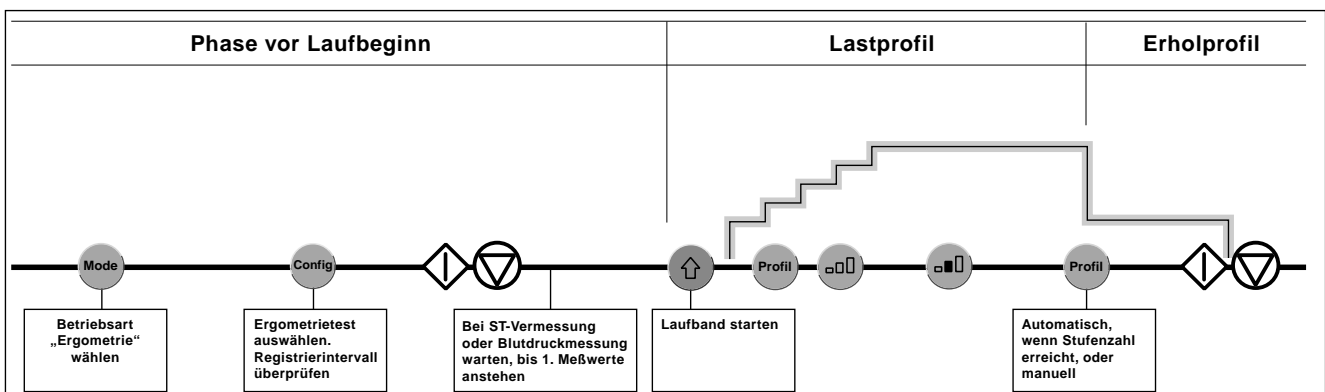 Phase vor Laufbeginn
Lastprofil
Erholprofil
Mode
Config
Profil
Profil
Betriebsart
„Ergometrie“
wählen
Ergometrietest
auswählen.
Registrierintervall
überprüfen
Bei ST-Vermessung
oder Blutdruckmessung
warten, bis 1. Meßwerte
anstehen
Laufband starten
Automatisch,
wenn Stufenzahl
erreicht, oder
manuell